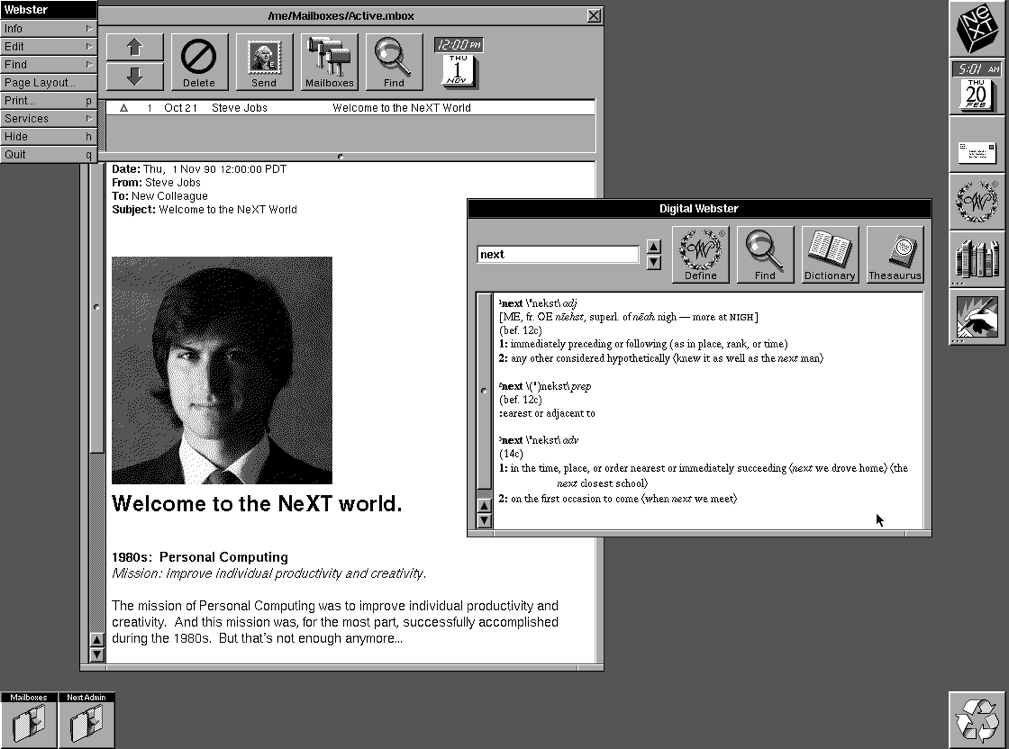 Webster
Info
Edit
Find
Page Layout...
Print... p
Services
Hide h
Quit q
/me/Mailboxes/Active.mbox
Delete
Send
Mailboxes
Find
12:00 PM
THU
1
NOV
1 Oct 21 Steve Jobs Welcome to the NeXT World
Date: Thu, 1 Nov 90 12:00:00 PDT
From: Steve Jobs
To: New Colleague
Subject: Welcome to the NeXT World
Welcome to the NeXT world.
1980s: Personal Computing
Mission: Improve individual productivity and creativity.
The mission of Personal Computing was to improve individual productivity and
creativity. And this mission was, for the most part, successfully accomplished
during the 1980s. But that's not enough anymore...
Digital Webster
next
Define
Find
Dictionary
Thesaurus
¹next \'nekst\ adj
[ME, fr. OE nīehst, superl. of nēah nigh — more at NIGH]
(bef. 12c)
1: immediately preceding or following (as in place, rank, or time)
2: any other considered hypothetically ⟨knew it as well as the next man⟩
²next \(')nekst\ prep
(bef. 12c)
:earest or adjacent to
³next \'nekst\ adv
(14c)
1: in the time, place, or order nearest or immediately succeeding ⟨next we drove home⟩ ⟨the
next closest school⟩
2: on the first occasion to come ⟨when next we meet⟩
NeXT
5:01 AM
THU
20
FEB
W
Mailboxes
Next Admin